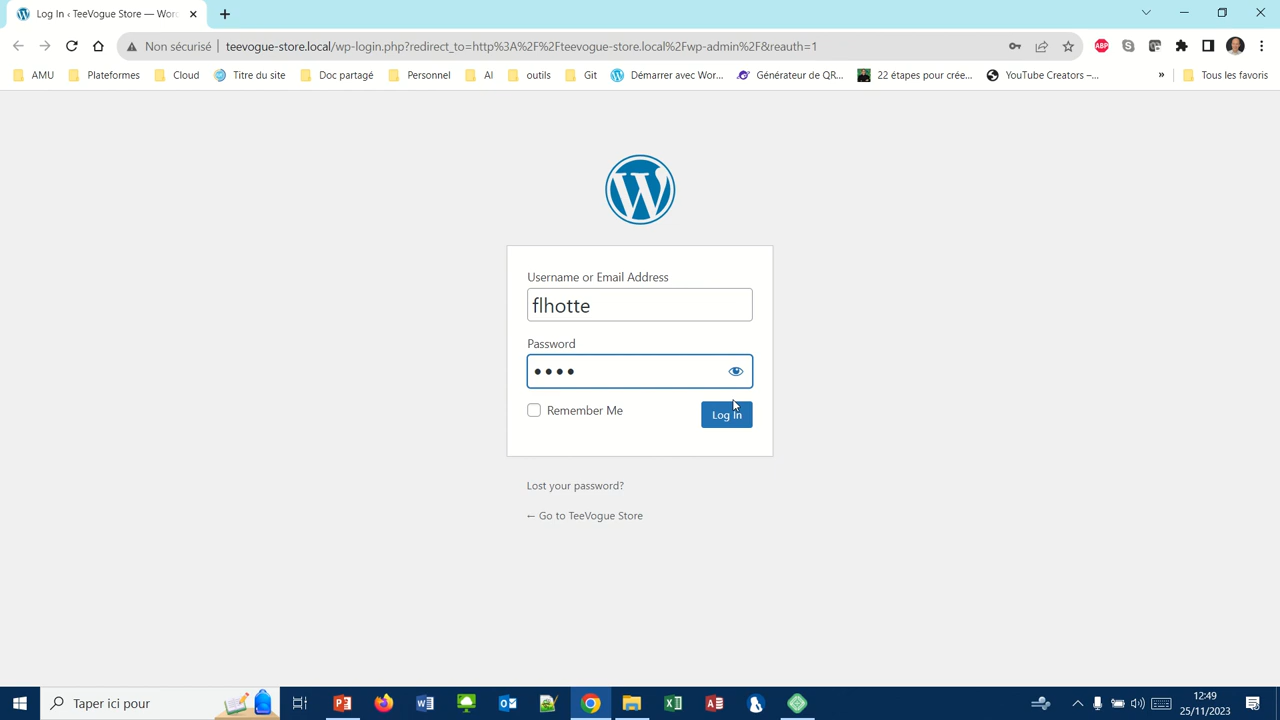 Log In ‹ TeeVogue Store — Worc
Non sécurisé
teevogue-store.local/wp-login.php?redirect_to=http%3A%2F%2Fteevogue-store.local%2Fwp-admin%2F&reauth=1
ABP
AMU
Plateformes
Cloud
Titre du site
Doc partagé
Personnel
AI
outils
Git
Démarrer avec Wor...
Générateur de QR...
22 étapes pour crée...
YouTube Creators –...
»
Tous les favoris
Username or Email Address
flhotte
Password
••••
Remember Me
Log In
Lost your password?
← Go to TeeVogue Store
Taper ici pour
12:49
25/11/2023